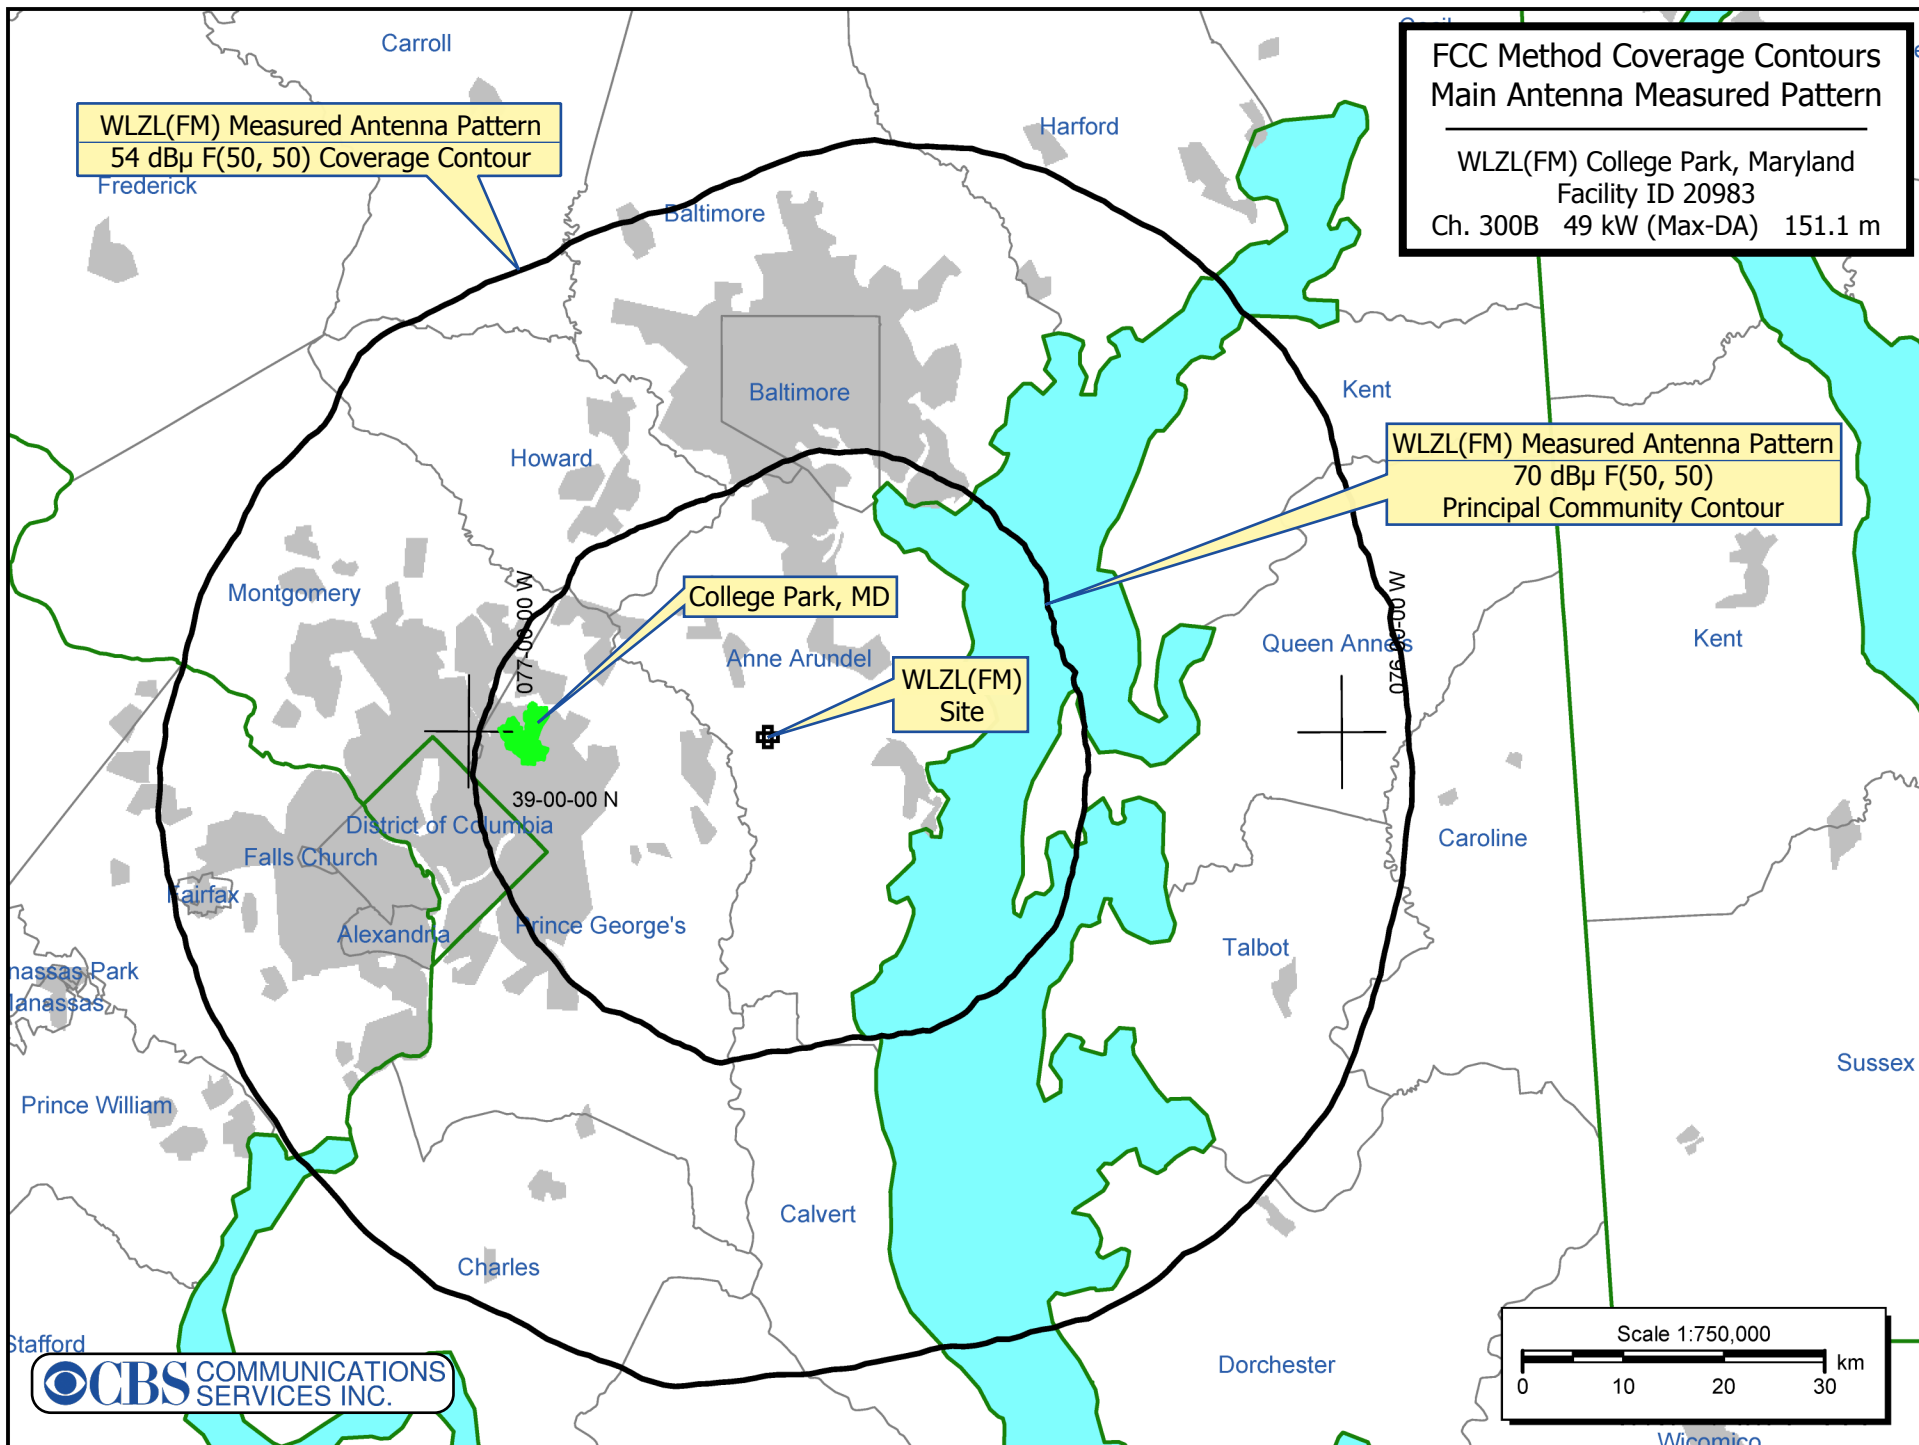 Carroll
Cecil
FCC Method Coverage Contours
Main Antenna Measured Pattern
WLZL(FM) College Park, Maryland
Facility ID 20983
Ch. 300B 49 kW (Max-DA) 151.1 m
WLZL(FM) Measured Antenna Pattern
54 dBµ F(50, 50) Coverage Contour
Harford
Frederick
Baltimore
Baltimore
Kent
WLZL(FM) Measured Antenna Pattern
70 dBµ F(50, 50)
Principal Community Contour
Howard
Montgomery
077-00-00 W
College Park, MD
076-00-00 W
Anne Arundel
Queen Anne's
Kent
WLZL(FM)
Site
39-00-00 N
District of Columbia
Falls Church
Caroline
Fairfax
Alexandria
Prince George's
Talbot
nassas Park
Manassas
Sussex
Prince William
Calvert
Charles
Stafford
Dorchester
Scale 1:750,000
km
0 10 20 30
CBS COMMUNICATIONS
SERVICES INC.
Wicomico